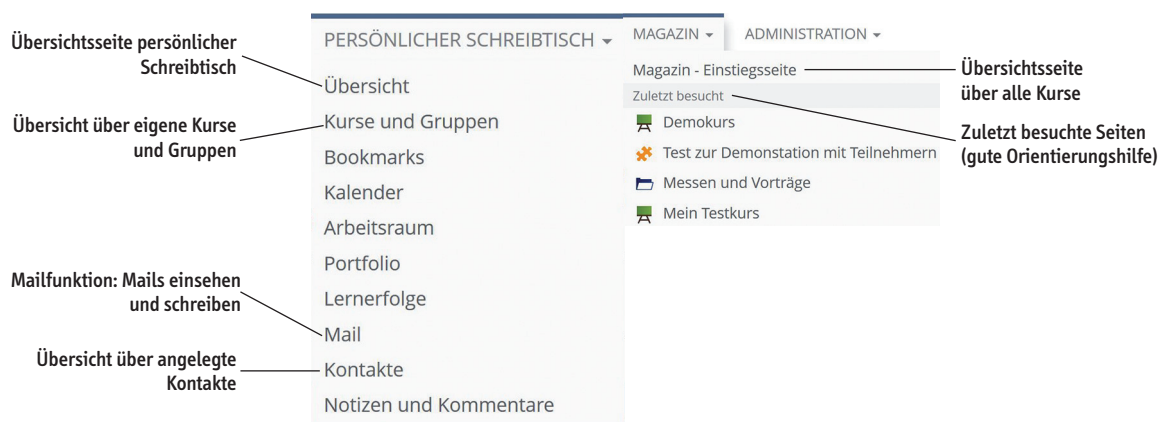 Übersichtsseite persönlicher
Schreibtisch
Übersicht über eigene Kurse
und Gruppen
Mailfunktion: Mails einsehen
und schreiben
Übersicht über angelegte
Kontakte
PERSÖNLICHER SCHREIBTISCH
Übersicht
Kurse und Gruppen
Bookmarks
Kalender
Arbeitsraum
Portfolio
Lernerfolge
Mail
Kontakte
Notizen und Kommentare
MAGAZIN ADMINISTRATION
Magazin - Einstiegsseite
Zuletzt besucht
Demokurs
Test zur Demonstation mit Teilnehmern
Messen und Vorträge
Mein Testkurs
Übersichtsseite
über alle Kurse
Zuletzt besuchte Seiten
(gute Orientierungshilfe)